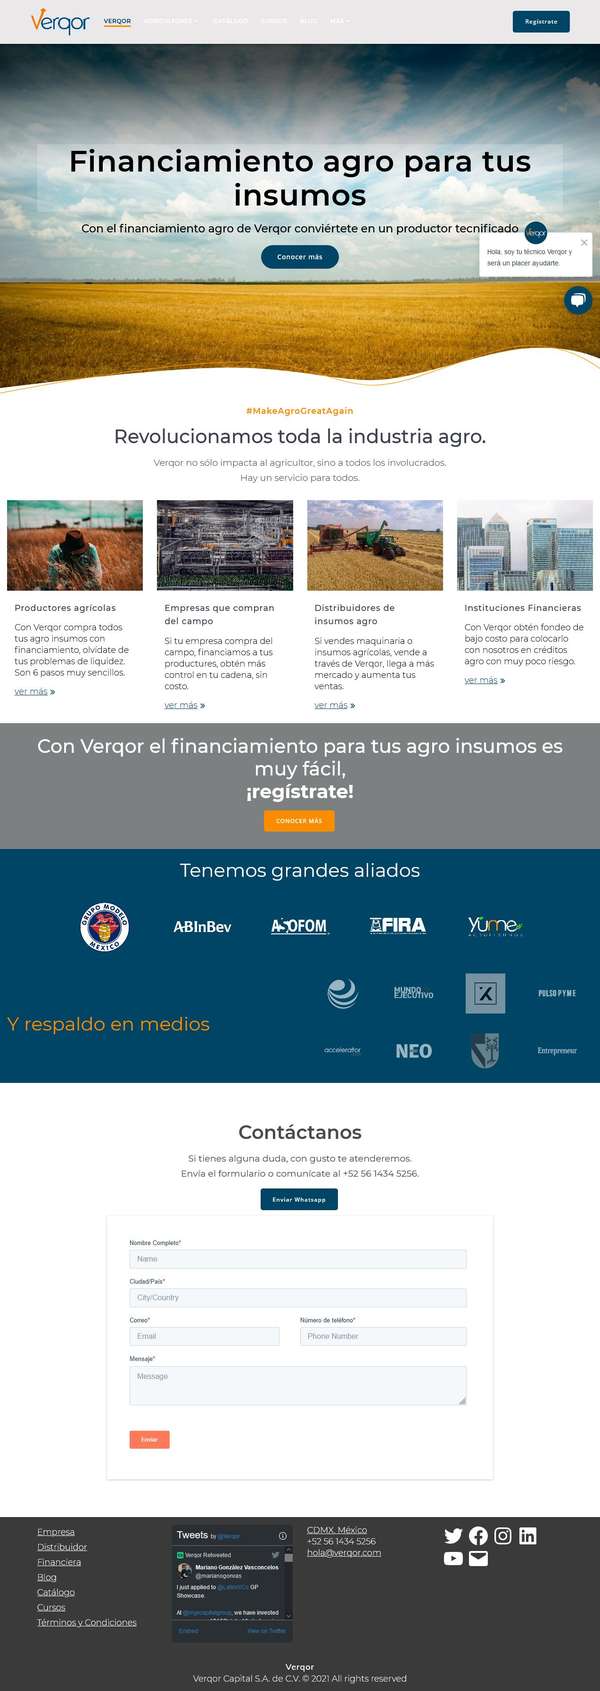 Verqor
VERQOR AGRICULTORES CATÁLOGO CURSOS BLOG MÁS
Regístrate
Financiamiento agro para tus
insumos
Con el financiamiento agro de Verqor conviértete en un productor tecnificado
Conocer más
Verqor
Hola, soy tu técnico Verqor y
será un placer ayudarte.
#MakeAgroGreatAgain
Revolucionamos toda la industria agro.
Verqor no sólo impacta al agricultor, sino a todos los involucrados.
Hay un servicio para todos.
Productores agrícolas
Con Verqor compra todos
tus agro insumos con
financiamiento, olvídate de
tus problemas de liquidez.
Son 6 pasos muy sencillos.
ver más »
Empresas que compran
del campo
Si tu empresa compra del
campo, financiamos a tus
productures, obtén más
control en tu cadena, sin
costo.
ver más »
Distribuidores de
insumos agro
Si vendes maquinaria o
insumos agrícolas, vende a
través de Verqor, llega a más
mercado y aumenta tus
ventas.
ver más »
Instituciones Financieras
Con Verqor obtén fondeo de
bajo costo para colocarlo
con nosotros en créditos
agro con muy poco riesgo.
ver más »
Con Verqor el financiamiento para tus agro insumos es
muy fácil,
¡regístrate!
CONOCER MÁS
Tenemos grandes aliados
GRUPO MODELO
MÉXICO
ABInBev
ASOFOM
FIRA
Yúme
Y respaldo en medios
MUNDO
EJECUTIVO
PULSO PYME
accelerator
NEO
Entrepreneur
Contáctanos
Si tienes alguna duda, con gusto te atenderemos.
Envía el formulario o comunícate al +52 56 1434 5256.
Enviar Whatsapp
Nombre Completo*
Name
Ciudad/País*
City/Country
Correo*
Email
Número de teléfono*
Phone Number
Mensaje*
Message
Enviar
Empresa
Distribuidor
Financiera
Blog
Catálogo
Cursos
Términos y Condiciones
Tweets by @Verqor
Verqor Retweeted
Mariano González Vasconcelos
@marianogonvas
I just applied to @LatinxVCs GP
Showcase.
we have invested
Embed
View on Twitter
CDMX, México
+52 56 1434 5256
hola@verqor.com
Verqor
Verqor Capital S.A. de C.V. © 2021 All rights reserved